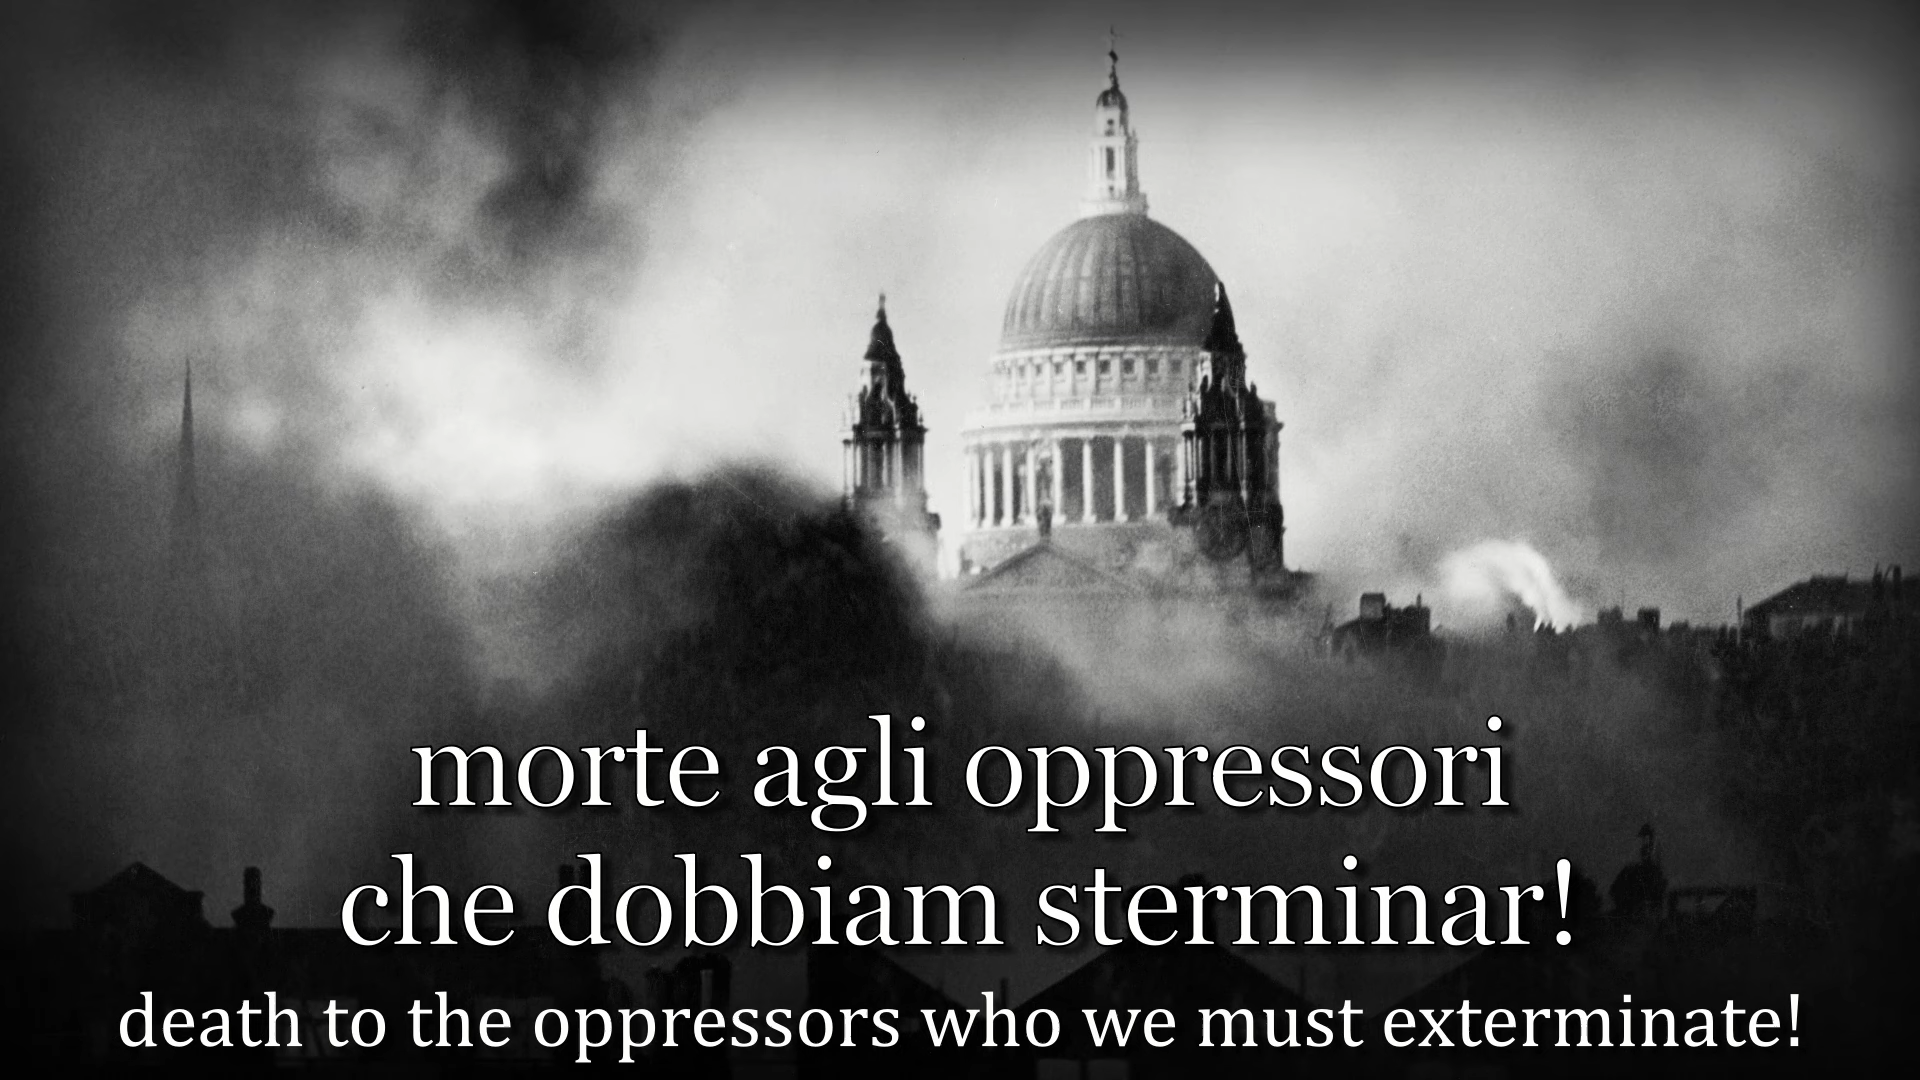 morte agli oppressori
che dobbiam sterminar!
death to the oppressors who we must exterminate!